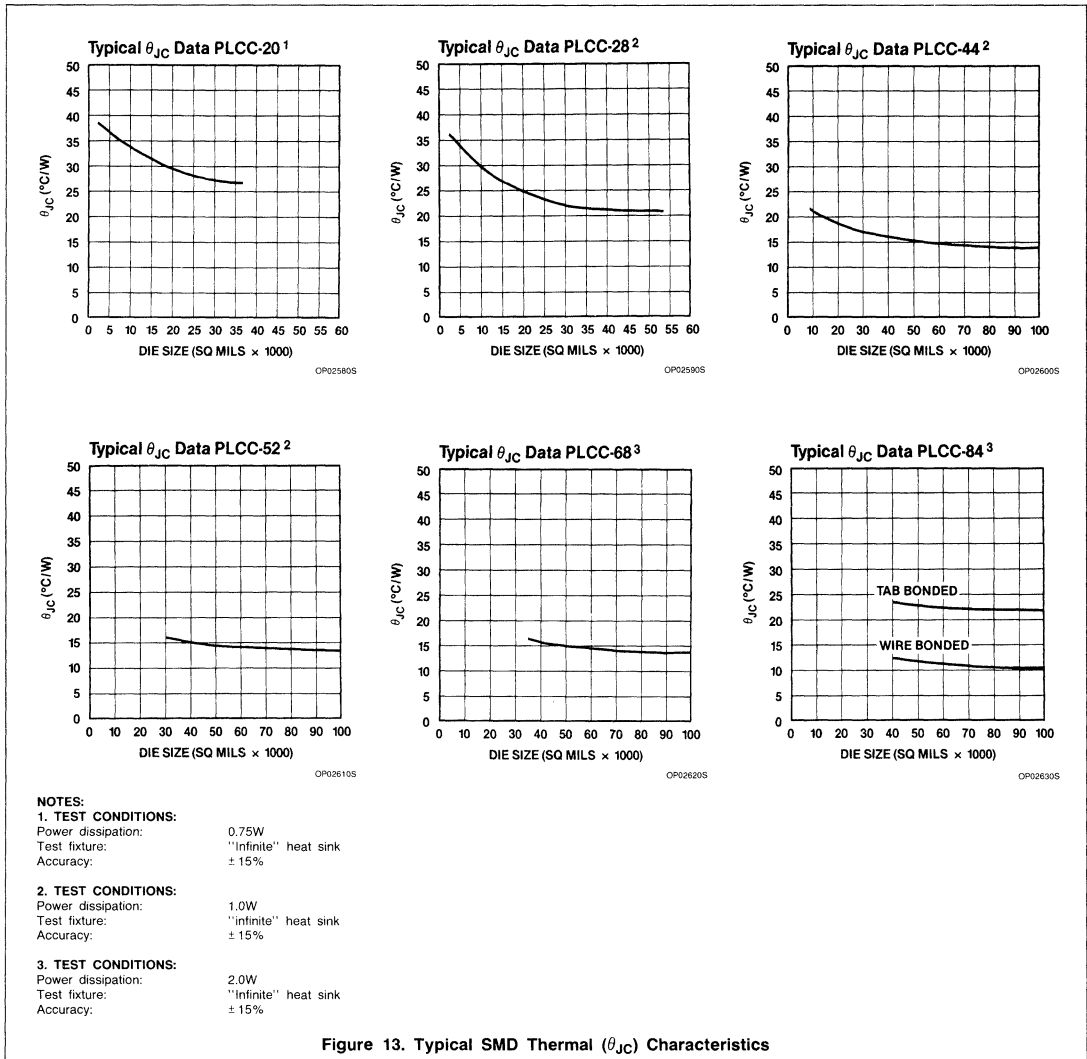 Typical θJC Data PLCC-20 1
50
45
40
35
30
25
20
15
10
5
0
θJC (°C/W)
0 5 10 15 20 25 30 35 40 45 50 55 60
DIE SIZE (SQ MILS × 1000)
OP02580S
Typical θJC Data PLCC-28 2
50
45
40
35
30
25
20
15
10
5
0
θJC (°C/W)
0 5 10 15 20 25 30 35 40 45 50 55 60
DIE SIZE (SQ MILS × 1000)
OP02590S
Typical θJC Data PLCC-44 2
50
45
40
35
30
25
20
15
10
5
0
θJC (°C/W)
0 10 20 30 40 50 60 70 80 90 100
DIE SIZE (SQ MILS × 1000)
OP02600S
Typical θJC Data PLCC-52 2
50
45
40
35
30
25
20
15
10
5
0
θJC (°C/W)
0 10 20 30 40 50 60 70 80 90 100
DIE SIZE (SQ MILS × 1000)
OP02610S
Typical θJC Data PLCC-68 3
50
45
40
35
30
25
20
15
10
5
0
θJC (°C/W)
0 10 20 30 40 50 60 70 80 90 100
DIE SIZE (SQ MILS × 1000)
OP02620S
Typical θJC Data PLCC-84 3
50
45
40
35
30
25
20
15
10
5
0
θJC (°C/W)
TAB BONDED
WIRE BONDED
0 10 20 30 40 50 60 70 80 90 100
DIE SIZE (SQ MILS × 1000)
OP02630S
NOTES:
1. TEST CONDITIONS:
Power dissipation: 0.75W
Test fixture: "Infinite" heat sink
Accuracy: ± 15%
2. TEST CONDITIONS:
Power dissipation: 1.0W
Test fixture: "infinite" heat sink
Accuracy: ± 15%
3. TEST CONDITIONS:
Power dissipation: 2.0W
Test fixture: "Infinite" heat sink
Accuracy: ± 15%
Figure 13. Typical SMD Thermal (θJC) Characteristics